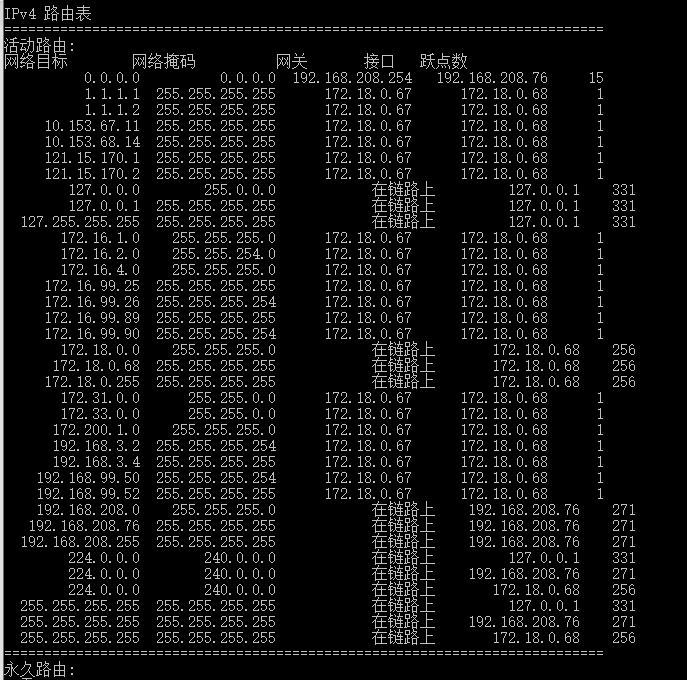 IPv4 路由表
===========================================================================
活动路由:
网络目标        网络掩码          网关       接口   跃点数
          0.0.0.0          0.0.0.0  192.168.208.254   192.168.208.76     15
          1.1.1.1  255.255.255.255      172.18.0.67      172.18.0.68      1
          1.1.1.2  255.255.255.255      172.18.0.67      172.18.0.68      1
     10.153.67.11  255.255.255.255      172.18.0.67      172.18.0.68      1
     10.153.68.14  255.255.255.255      172.18.0.67      172.18.0.68      1
     121.15.170.1  255.255.255.255      172.18.0.67      172.18.0.68      1
     121.15.170.2  255.255.255.255      172.18.0.67      172.18.0.68      1
        127.0.0.0        255.0.0.0            在链路上         127.0.0.1    331
        127.0.0.1  255.255.255.255            在链路上         127.0.0.1    331
  127.255.255.255  255.255.255.255            在链路上         127.0.0.1    331
       172.16.1.0    255.255.255.0      172.18.0.67      172.18.0.68      1
       172.16.2.0    255.255.254.0      172.18.0.67      172.18.0.68      1
       172.16.4.0    255.255.255.0      172.18.0.67      172.18.0.68      1
     172.16.99.25  255.255.255.255      172.18.0.67      172.18.0.68      1
     172.16.99.26  255.255.255.254      172.18.0.67      172.18.0.68      1
     172.16.99.89  255.255.255.255      172.18.0.67      172.18.0.68      1
     172.16.99.90  255.255.255.254      172.18.0.67      172.18.0.68      1
       172.18.0.0    255.255.255.0            在链路上       172.18.0.68    256
      172.18.0.68  255.255.255.255            在链路上       172.18.0.68    256
     172.18.0.255  255.255.255.255            在链路上       172.18.0.68    256
       172.31.0.0      255.255.0.0      172.18.0.67      172.18.0.68      1
       172.33.0.0      255.255.0.0      172.18.0.67      172.18.0.68      1
      172.200.1.0    255.255.255.0      172.18.0.67      172.18.0.68      1
      192.168.3.2  255.255.255.254      172.18.0.67      172.18.0.68      1
      192.168.3.4  255.255.255.255      172.18.0.67      172.18.0.68      1
    192.168.99.50  255.255.255.254      172.18.0.67      172.18.0.68      1
    192.168.99.52  255.255.255.255      172.18.0.67      172.18.0.68      1
    192.168.208.0    255.255.255.0            在链路上    192.168.208.76    271
   192.168.208.76  255.255.255.255            在链路上    192.168.208.76    271
  192.168.208.255  255.255.255.255            在链路上    192.168.208.76    271
        224.0.0.0        240.0.0.0            在链路上         127.0.0.1    331
        224.0.0.0        240.0.0.0            在链路上    192.168.208.76    271
        224.0.0.0        240.0.0.0            在链路上       172.18.0.68    256
  255.255.255.255  255.255.255.255            在链路上         127.0.0.1    331
  255.255.255.255  255.255.255.255            在链路上    192.168.208.76    271
  255.255.255.255  255.255.255.255            在链路上       172.18.0.68    256
===========================================================================
永久路由: